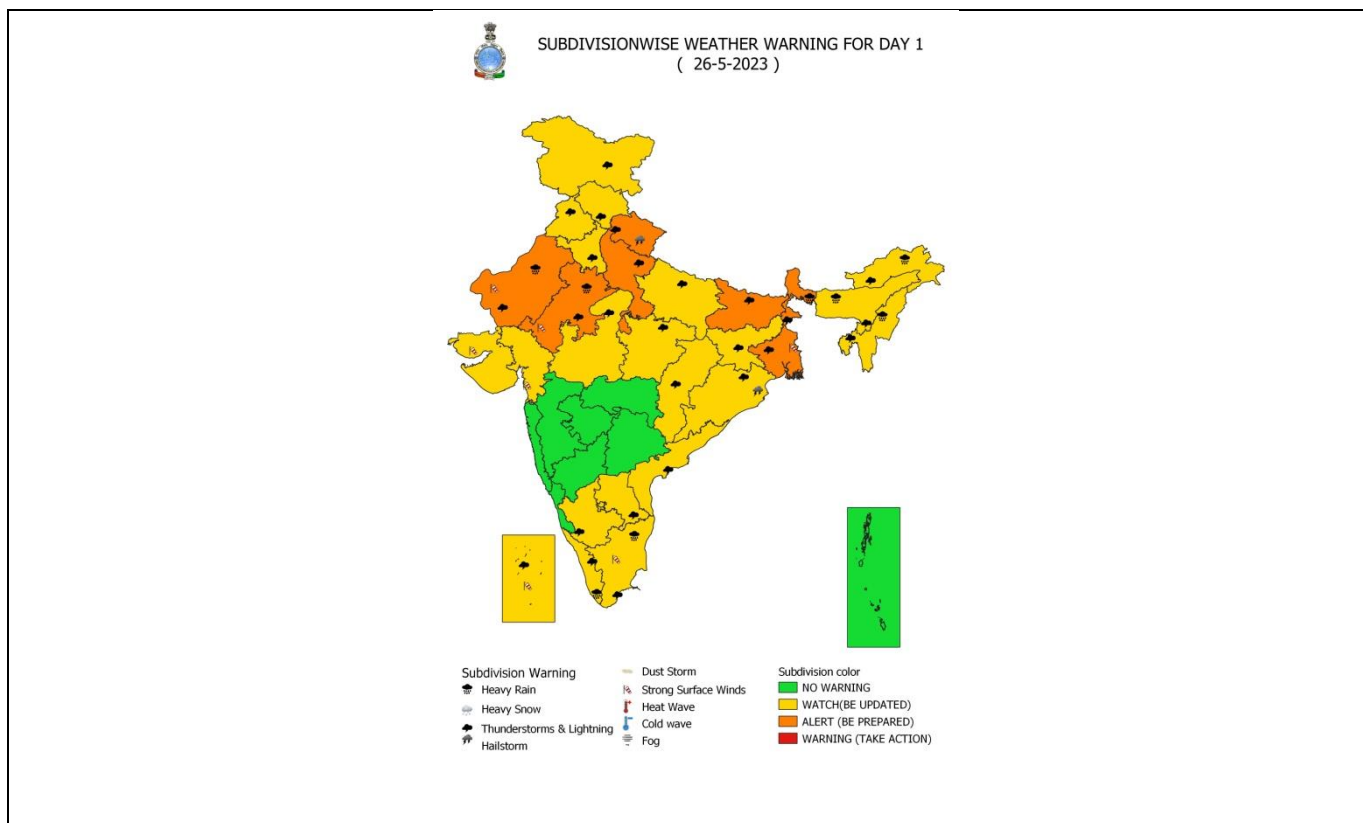 SUBDIVISIONWISE WEATHER WARNING FOR DAY 1
( 26-5-2023 )
Subdivision Warning
Heavy Rain
Heavy Snow
Thunderstorms & Lightning
Hailstorm
Dust Storm
Strong Surface Winds
Heat Wave
Cold wave
Fog
Subdivision color
NO WARNING
WATCH(BE UPDATED)
ALERT (BE PREPARED)
WARNING (TAKE ACTION)